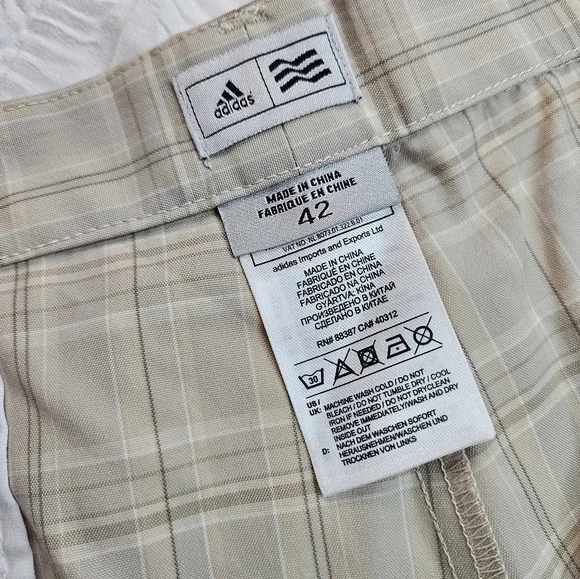 adidas
MADE IN CHINA
FABRIQUE EN CHINE
42
VAT NO. NL 8073.01.322.B.01
adidas Imports and Exports Ltd
MADE IN CHINA
FABRIQUÉ EN CHINE
FABRICADO EN CHINA
FABRICADO NA CHINA
GYÁRTVA: KÍNA
ПРОИЗВЕДЕНО В КИТАЕ
СДЕЛАНО В КИТАЕ
RN# 88387 CA# 40312
30
US / UK: MACHINE WASH COLD / DO NOT
BLEACH / DO NOT TUMBLE DRY / COOL
IRON IF NEEDED / DO NOT DRYCLEAN
REMOVE IMMEDIATELY/WASH AND DRY
INSIDE OUT
D: NACH DEM WASCHEN SOFORT
HERAUSNEHMEN/WASCHEN UND
TROCKNEN VON LINKS